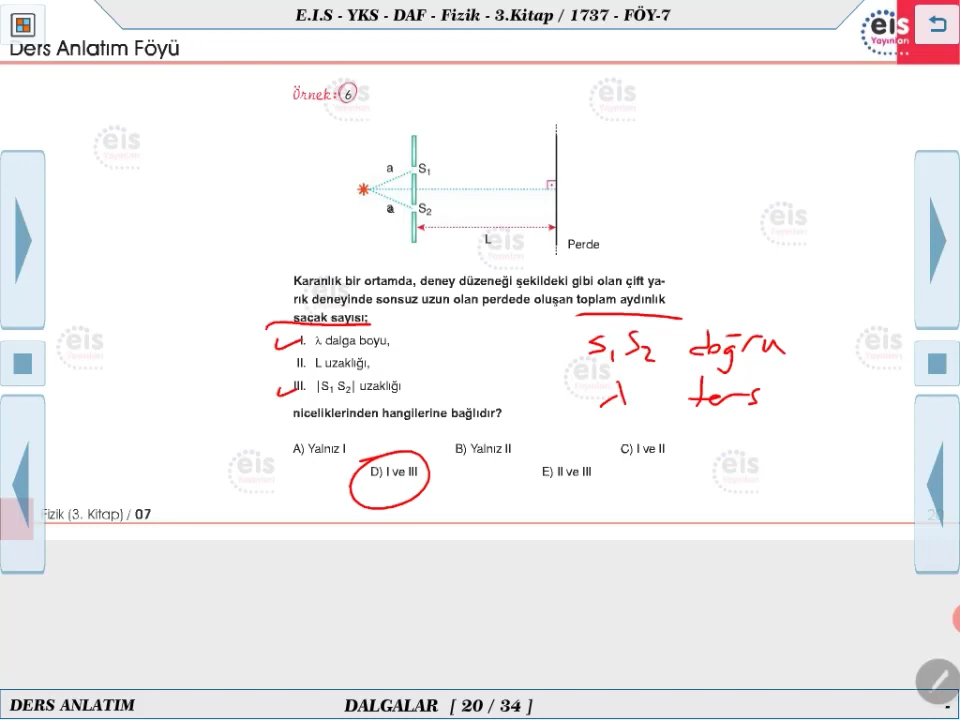 E.I.S - YKS - DAF - Fizik - 3.Kitap / 1737 - FÖY-7
eis
Yayınları
Ders Anlatım Föyü
Örnek: 6
a
S1
a
S2
L
Perde
Karanlık bir ortamda, deney düzeneği şekildeki gibi olan çift ya-
rık deneyinde sonsuz uzun olan perdede oluşan toplam aydınlık
saçak sayısı;
I. λ dalga boyu,
II. L uzaklığı,
III. |S1 S2| uzaklığı
niceliklerinden hangilerine bağlıdır?
S1 S2 doğru
λ ters
A) Yalnız I B) Yalnız II C) I ve II
D) I ve III E) II ve III
Fizik (3. Kitap) / 07
20
DERS ANLATIM DALGALAR [ 20 / 34 ] -